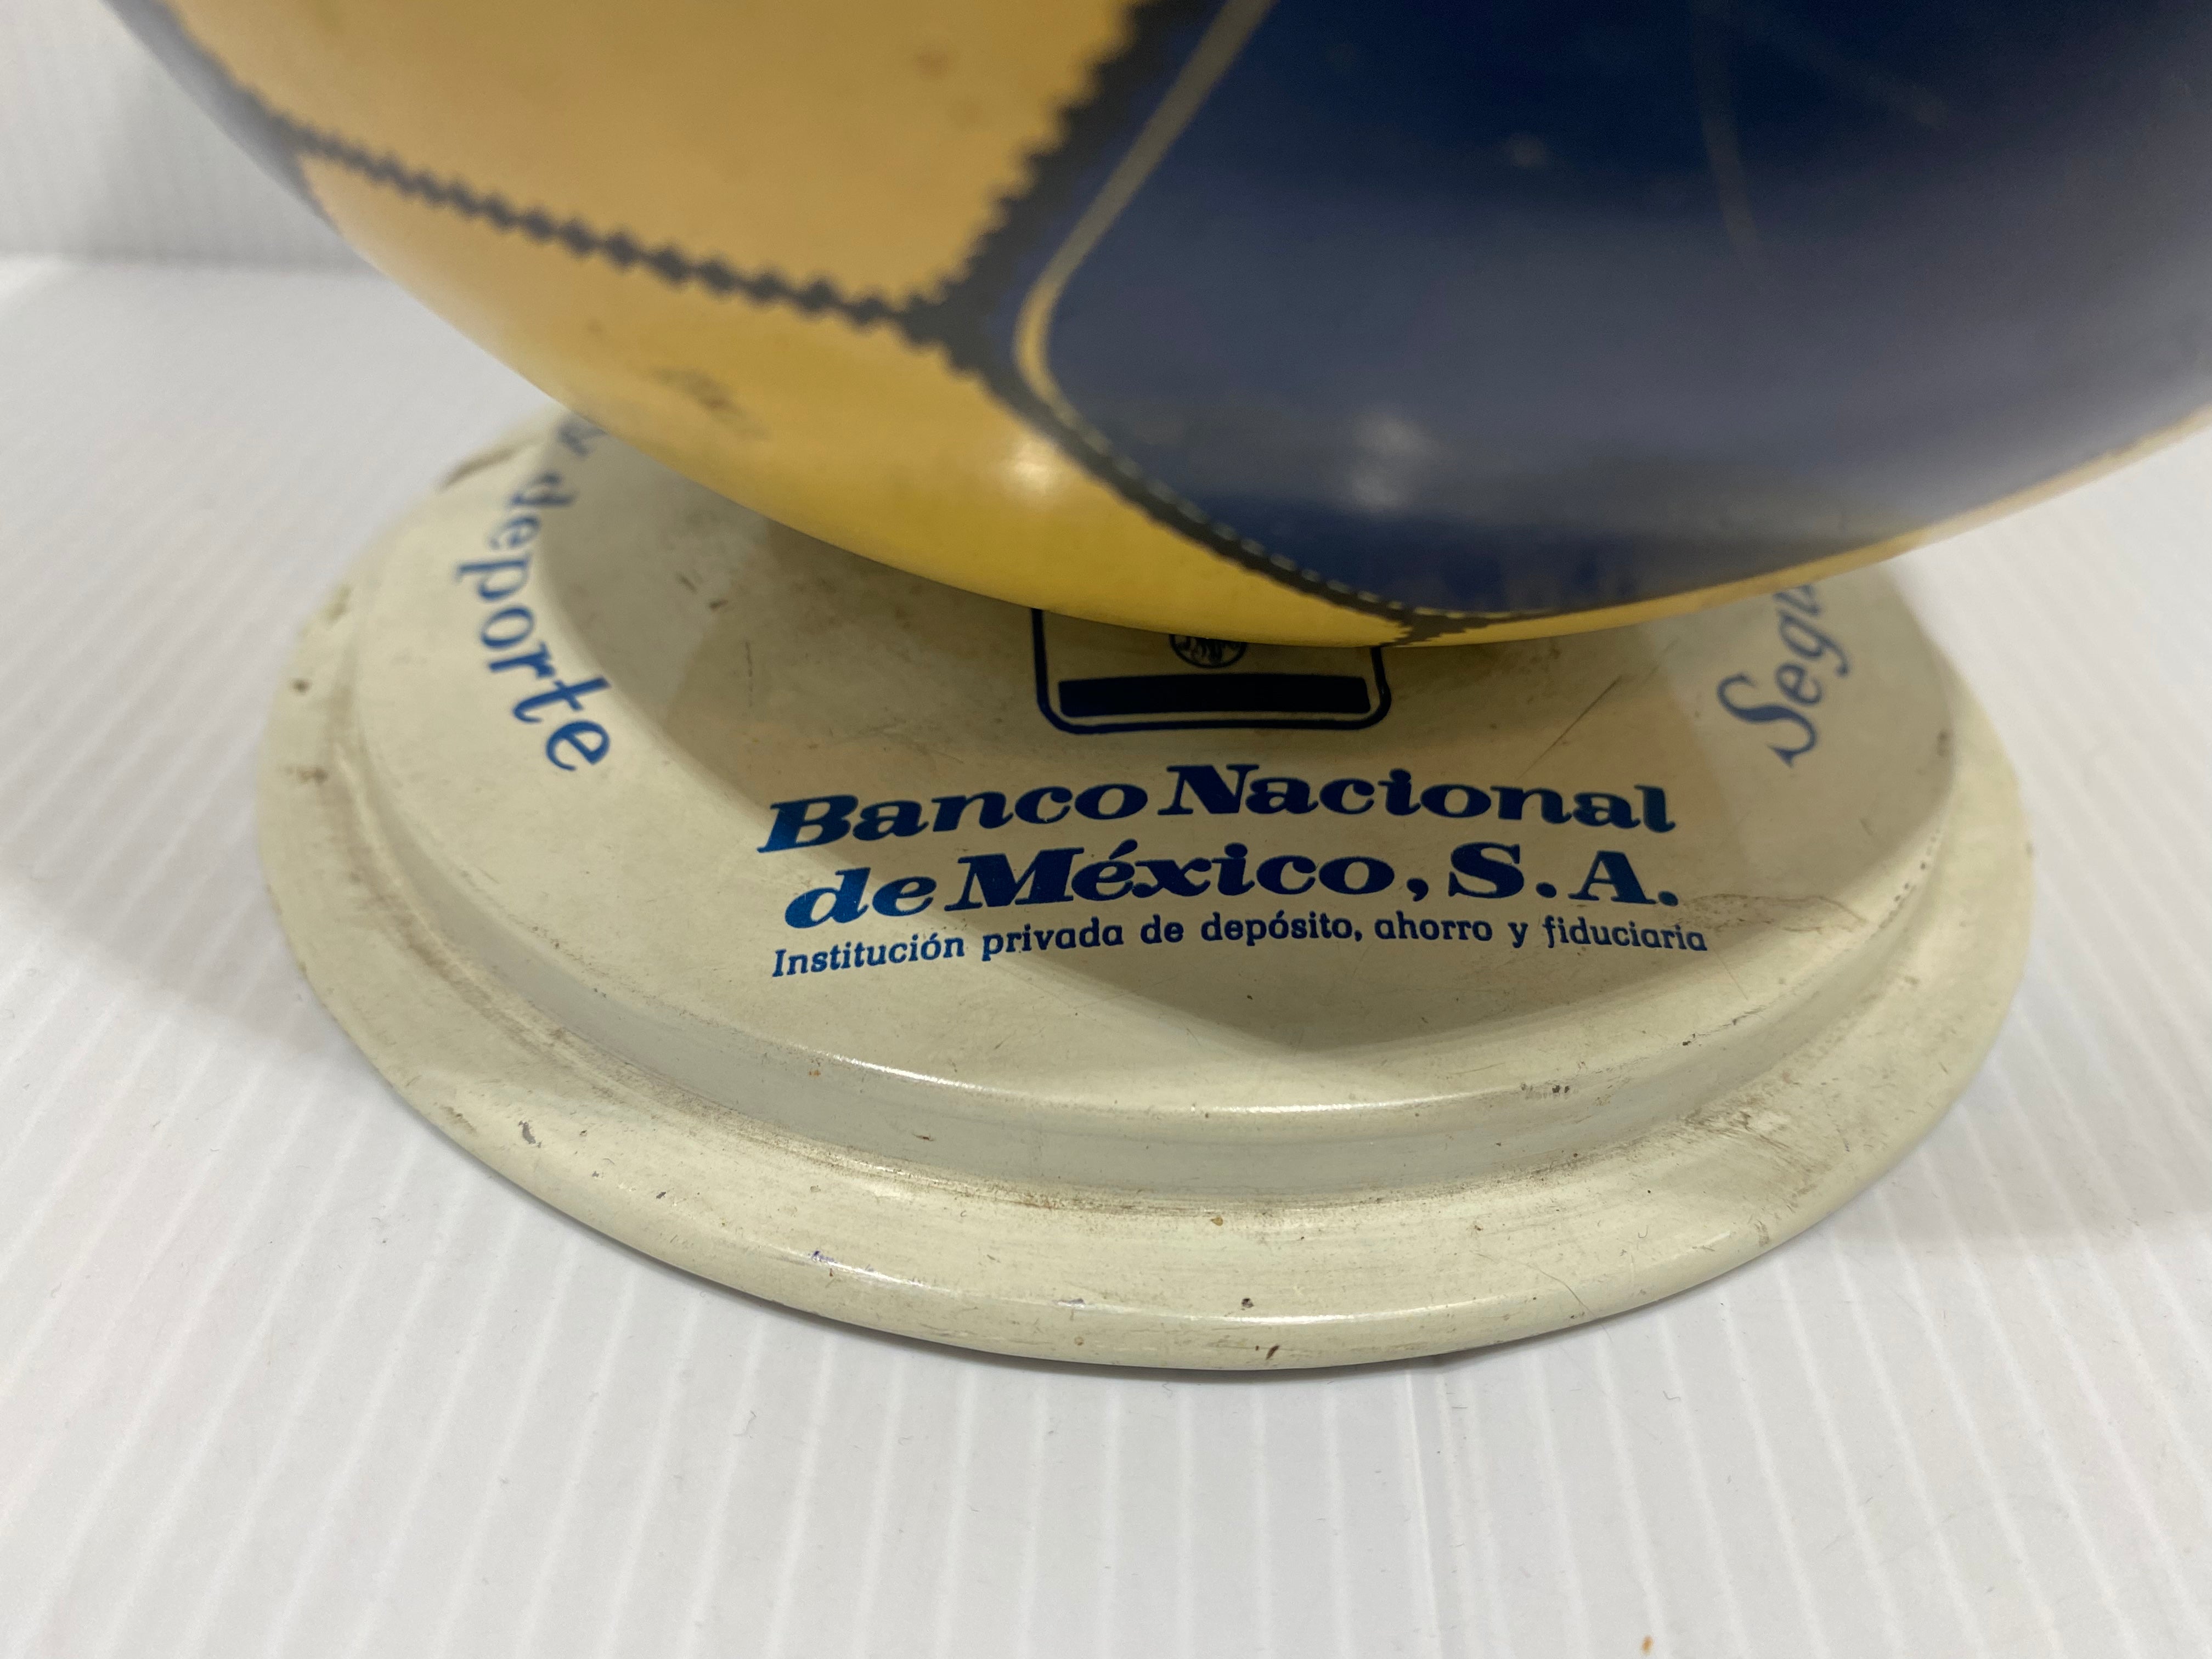 deporte
Banco Nacional
de México, S.A.
Institución privada de depósito, ahorro y fiduciaria